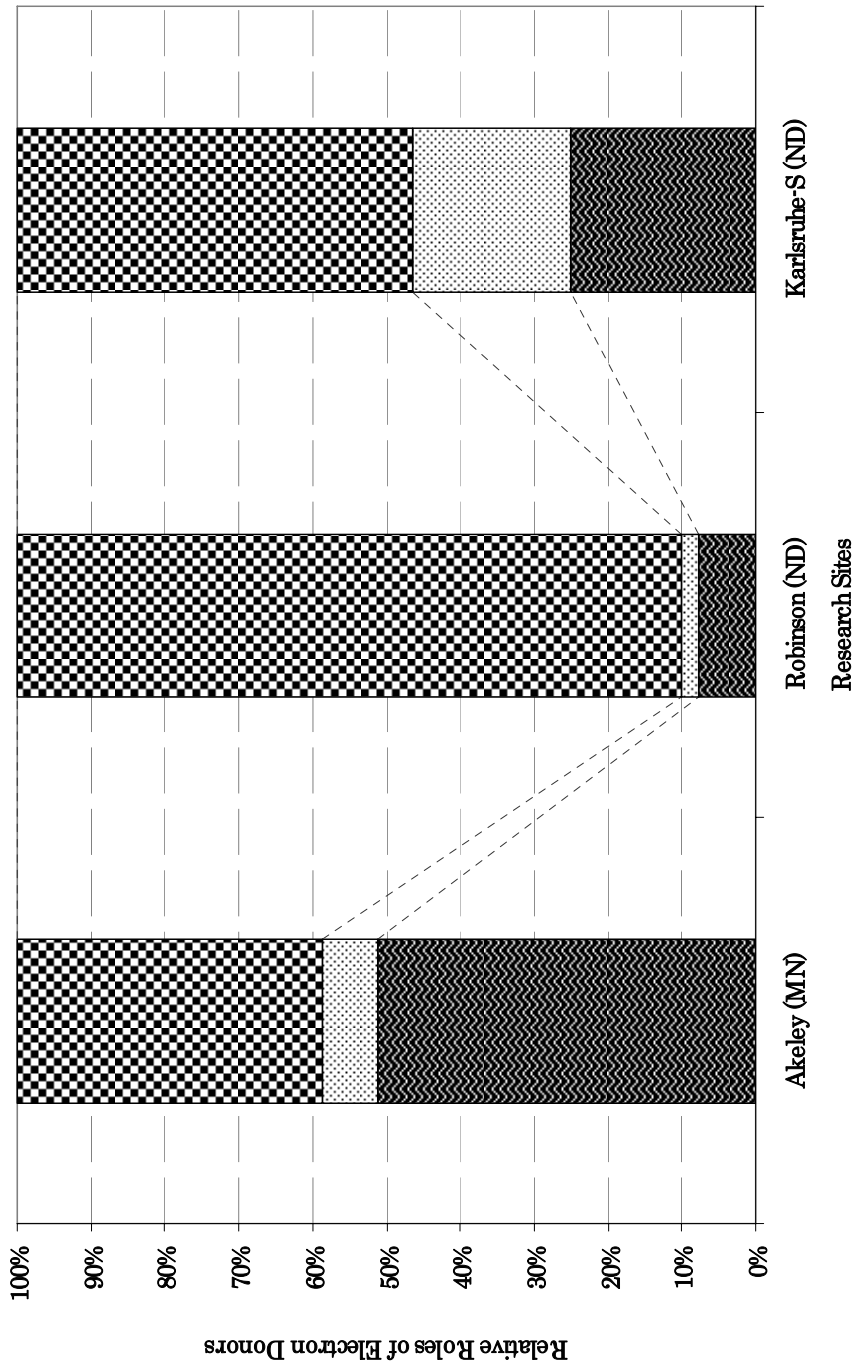 Relative Roles of Electron Donors
100%
90%
80%
70%
60%
50%
40%
30%
20%
10%
0%
Akeley (MN)
Robinson (ND)
Karlsruhe-S (ND)
Research Sites